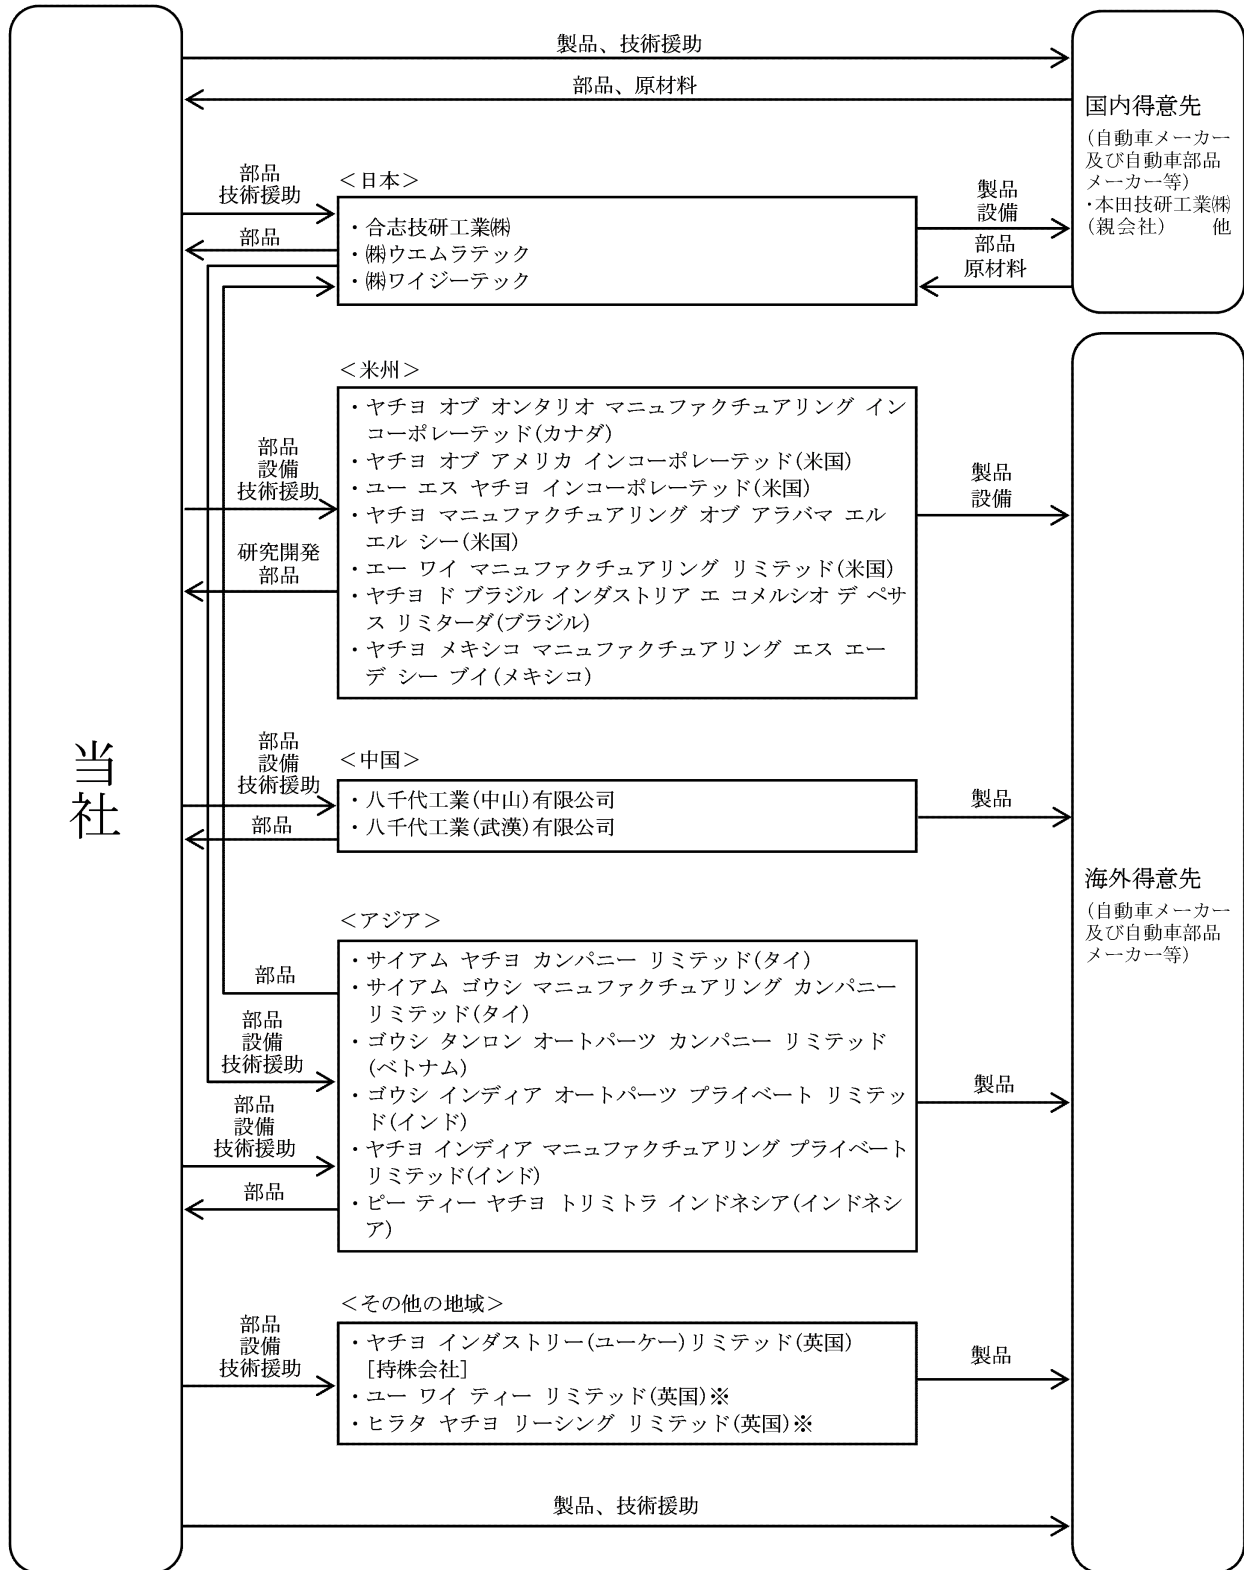 製品、技術援助
部品、原材料
国内得意先
(自動車メーカー
及び自動車部品
メーカー等)
・本田技研工業㈱
(親会社) 他
部品
技術援助
部品
<日本>
・合志技研工業㈱
・㈱ウエムラテック
・㈱ワイジーテック
製品
設備
部品
原材料
<米州>
・ヤチヨ オブ オンタリオ マニュファクチュアリング イン
コーポレーテッド(カナダ)
・ヤチヨ オブ アメリカ インコーポレーテッド(米国)
・ユー エス ヤチヨ インコーポレーテッド(米国)
・ヤチヨ マニュファクチュアリング オブ アラバマ エル
エル シー(米国)
・エー ワイ マニュファクチュアリング リミテッド(米国)
・ヤチヨ ド ブラジル インダストリア エ コメルシオ デ ペサ
ス リミターダ(ブラジル)
・ヤチヨ メキシコ マニュファクチュアリング エス エー
デ シー ブイ(メキシコ)
部品
設備
技術援助
研究開発
部品
製品
設備
当
社
部品
設備
技術援助
部品
<中国>
・八千代工業(中山)有限公司
・八千代工業(武漢)有限公司
製品
海外得意先
(自動車メーカー
及び自動車部品
メーカー等)
<アジア>
・サイアム ヤチヨ カンパニー リミテッド(タイ)
・サイアム ゴウシ マニュファクチュアリング カンパニー
リミテッド(タイ)
・ゴウシ タンロン オートパーツ カンパニー リミテッド
(ベトナム)
・ゴウシ インディア オートパーツ プライベート リミテッ
ド(インド)
・ヤチヨ インディア マニュファクチュアリング プライベート
リミテッド(インド)
・ピー ティー ヤチヨ トリミトラ インドネシア(インドネシ
ア)
部品
部品
設備
技術援助
部品
設備
技術援助
部品
製品
<その他の地域>
・ヤチヨ インダストリー(ユーケー)リミテッド(英国)
[持株会社]
・ユー ワイ ティー リミテッド(英国)※
・ヒラタ ヤチヨ リーシング リミテッド(英国)※
部品
設備
技術援助
製品
製品、技術援助